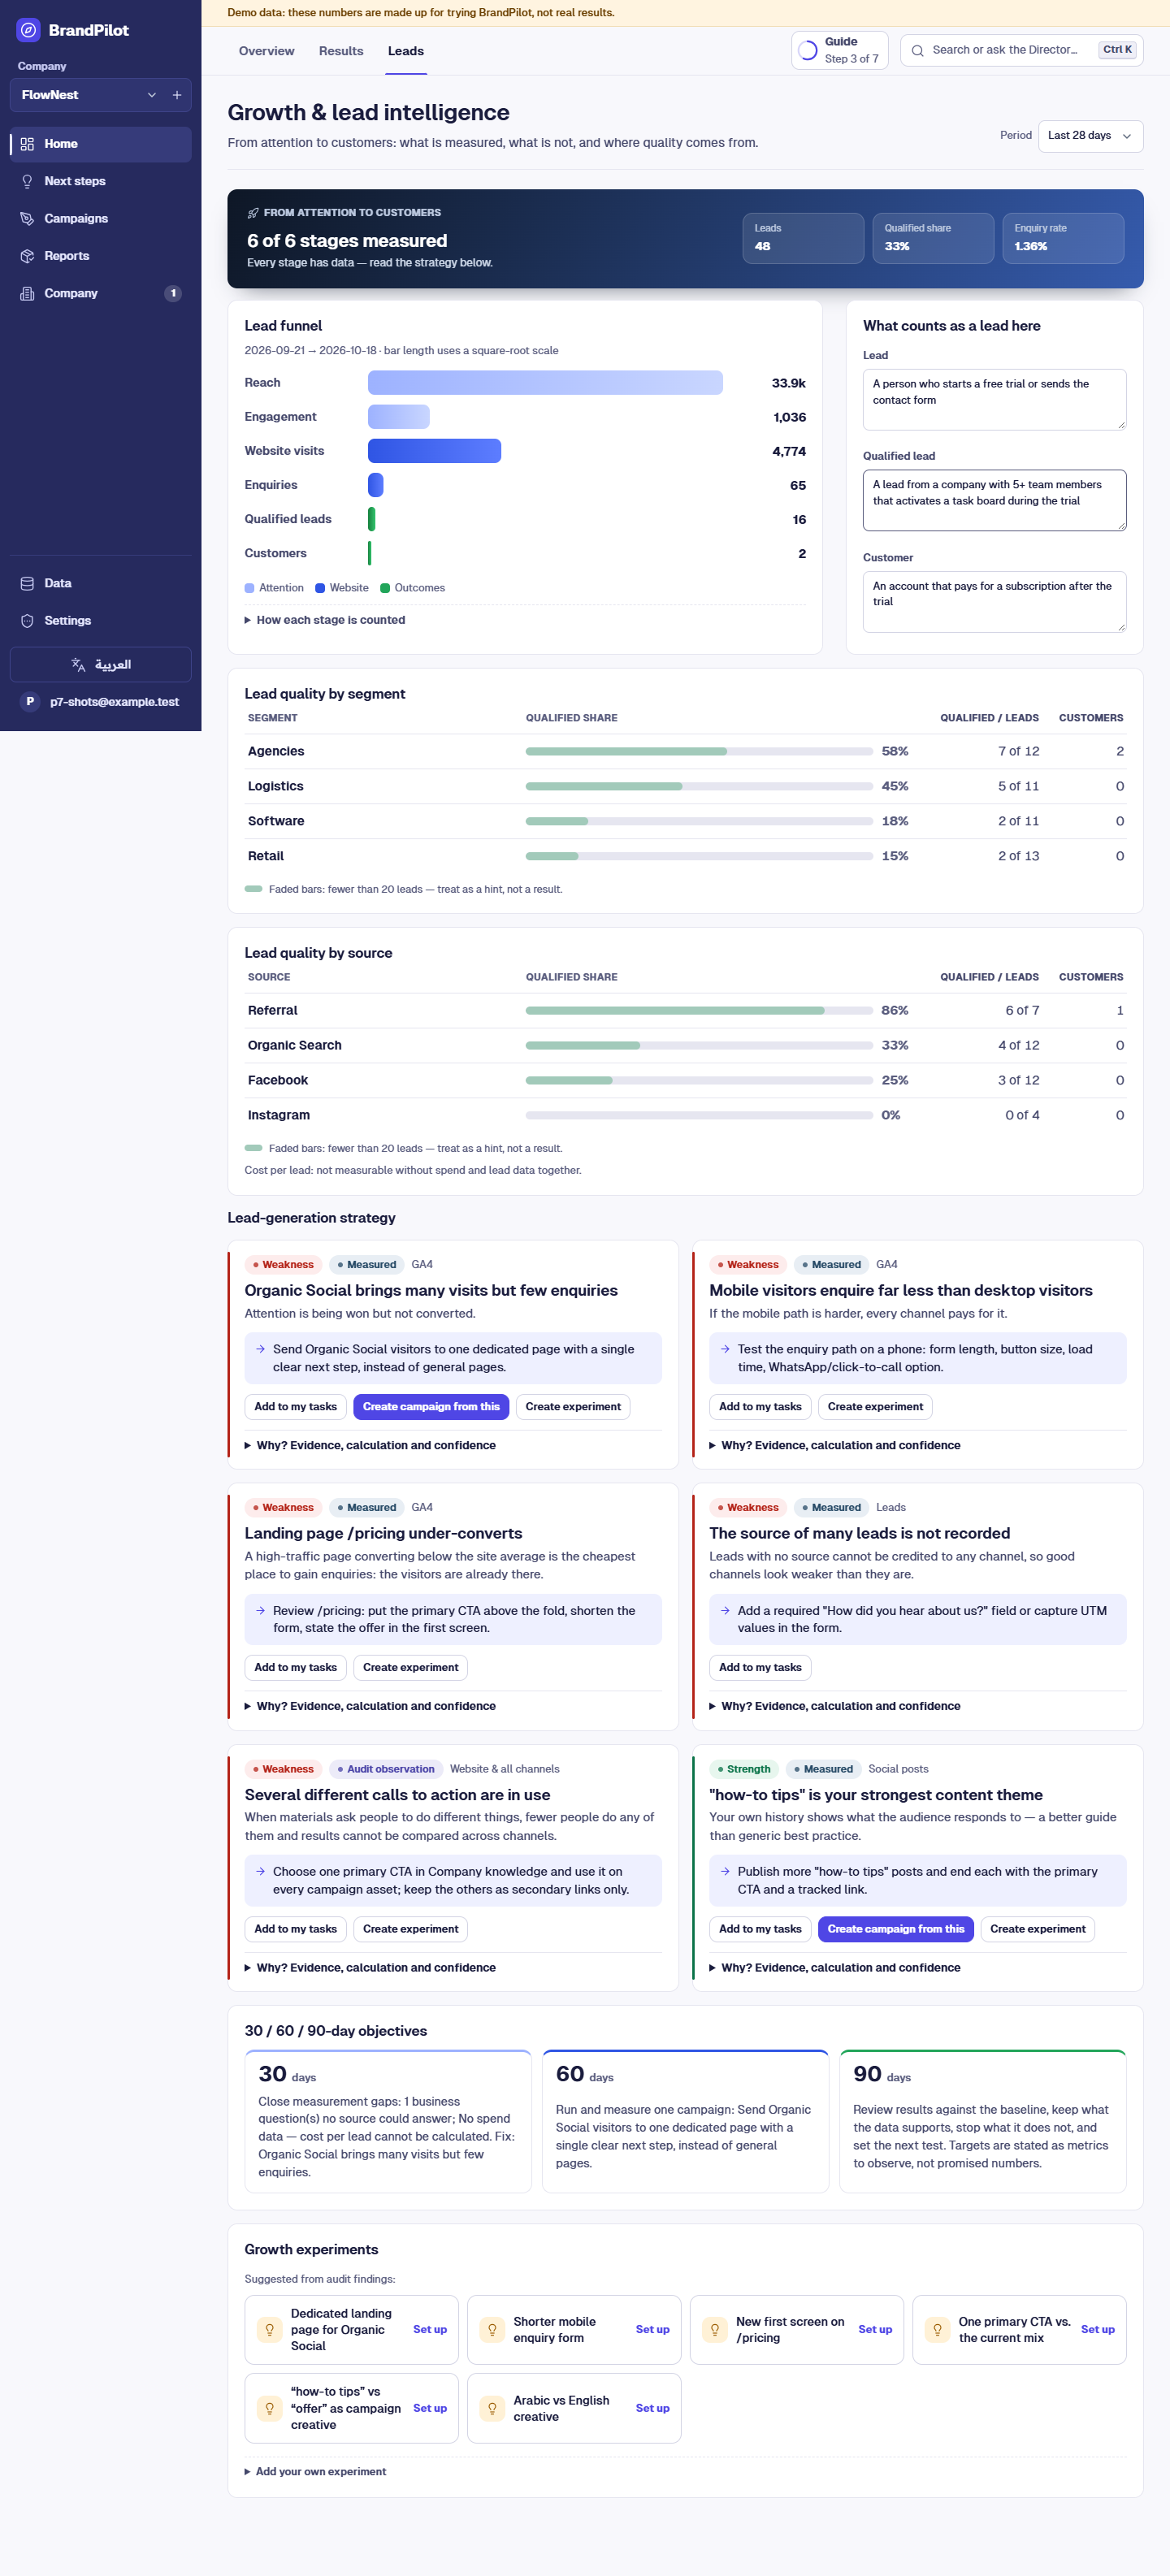 BrandPilot
Company
FlowNest
Home
Next steps
Campaigns
Reports
Company 1
Data
Settings
العربية
P p7-shots@example.test
Demo data: these numbers are made up for trying BrandPilot, not real results.
Overview Results Leads
Guide
Step 3 of 7
Search or ask the Director... Ctrl K
Growth & lead intelligence
From attention to customers: what is measured, what is not, and where quality comes from.
Period Last 28 days
FROM ATTENTION TO CUSTOMERS
6 of 6 stages measured
Every stage has data — read the strategy below.
Leads
48
Qualified share
33%
Enquiry rate
1.36%
Lead funnel
2026-09-21 → 2026-10-18 · bar length uses a square-root scale
Reach 33.9k
Engagement 1,036
Website visits 4,774
Enquiries 65
Qualified leads 16
Customers 2
Attention Website Outcomes
How each stage is counted
What counts as a lead here
Lead
A person who starts a free trial or sends the
contact form
Qualified lead
A lead from a company with 5+ team members
that activates a task board during the trial
Customer
An account that pays for a subscription after the
trial
Lead quality by segment
SEGMENT QUALIFIED SHARE QUALIFIED / LEADS CUSTOMERS
Agencies 58% 7 of 12 2
Logistics 45% 5 of 11 0
Software 18% 2 of 11 0
Retail 15% 2 of 13 0
Faded bars: fewer than 20 leads — treat as a hint, not a result.
Lead quality by source
SOURCE QUALIFIED SHARE QUALIFIED / LEADS CUSTOMERS
Referral 86% 6 of 7 1
Organic Search 33% 4 of 12 0
Facebook 25% 3 of 12 0
Instagram 0% 0 of 4 0
Faded bars: fewer than 20 leads — treat as a hint, not a result.
Cost per lead: not measurable without spend and lead data together.
Lead-generation strategy
Weakness Measured GA4
Organic Social brings many visits but few enquiries
Attention is being won but not converted.
→ Send Organic Social visitors to one dedicated page with a single
clear next step, instead of general pages.
Add to my tasks Create campaign from this Create experiment
Why? Evidence, calculation and confidence
Weakness Measured GA4
Mobile visitors enquire far less than desktop visitors
If the mobile path is harder, every channel pays for it.
→ Test the enquiry path on a phone: form length, button size, load
time, WhatsApp/click-to-call option.
Add to my tasks Create experiment
Why? Evidence, calculation and confidence
Weakness Measured GA4
Landing page /pricing under-converts
A high-traffic page converting below the site average is the cheapest
place to gain enquiries: the visitors are already there.
→ Review /pricing: put the primary CTA above the fold, shorten the
form, state the offer in the first screen.
Add to my tasks Create experiment
Why? Evidence, calculation and confidence
Weakness Measured Leads
The source of many leads is not recorded
Leads with no source cannot be credited to any channel, so good
channels look weaker than they are.
→ Add a required "How did you hear about us?" field or capture UTM
values in the form.
Add to my tasks
Why? Evidence, calculation and confidence
Weakness Audit observation Website & all channels
Several different calls to action are in use
When materials ask people to do different things, fewer people do any of
them and results cannot be compared across channels.
→ Choose one primary CTA in Company knowledge and use it on
every campaign asset; keep the others as secondary links only.
Add to my tasks Create experiment
Why? Evidence, calculation and confidence
Strength Measured Social posts
"how-to tips" is your strongest content theme
Your own history shows what the audience responds to — a better guide
than generic best practice.
→ Publish more "how-to tips" posts and end each with the primary
CTA and a tracked link.
Add to my tasks Create campaign from this Create experiment
Why? Evidence, calculation and confidence
30 / 60 / 90-day objectives
30 days
Close measurement gaps: 1 business
question(s) no source could answer; No spend
data — cost per lead cannot be calculated. Fix:
Organic Social brings many visits but few
enquiries.
60 days
Run and measure one campaign: Send Organic
Social visitors to one dedicated page with a
single clear next step, instead of general
pages.
90 days
Review results against the baseline, keep what
the data supports, stop what it does not, and
set the next test. Targets are stated as metrics
to observe, not promised numbers.
Growth experiments
Suggested from audit findings:
Dedicated landing
page for Organic
Social
Set up
Shorter mobile
enquiry form
Set up
New first screen on
/pricing
Set up
One primary CTA vs.
the current mix
Set up
“how-to tips” vs
“offer” as campaign
creative
Set up
Arabic vs English
creative
Set up
Add your own experiment